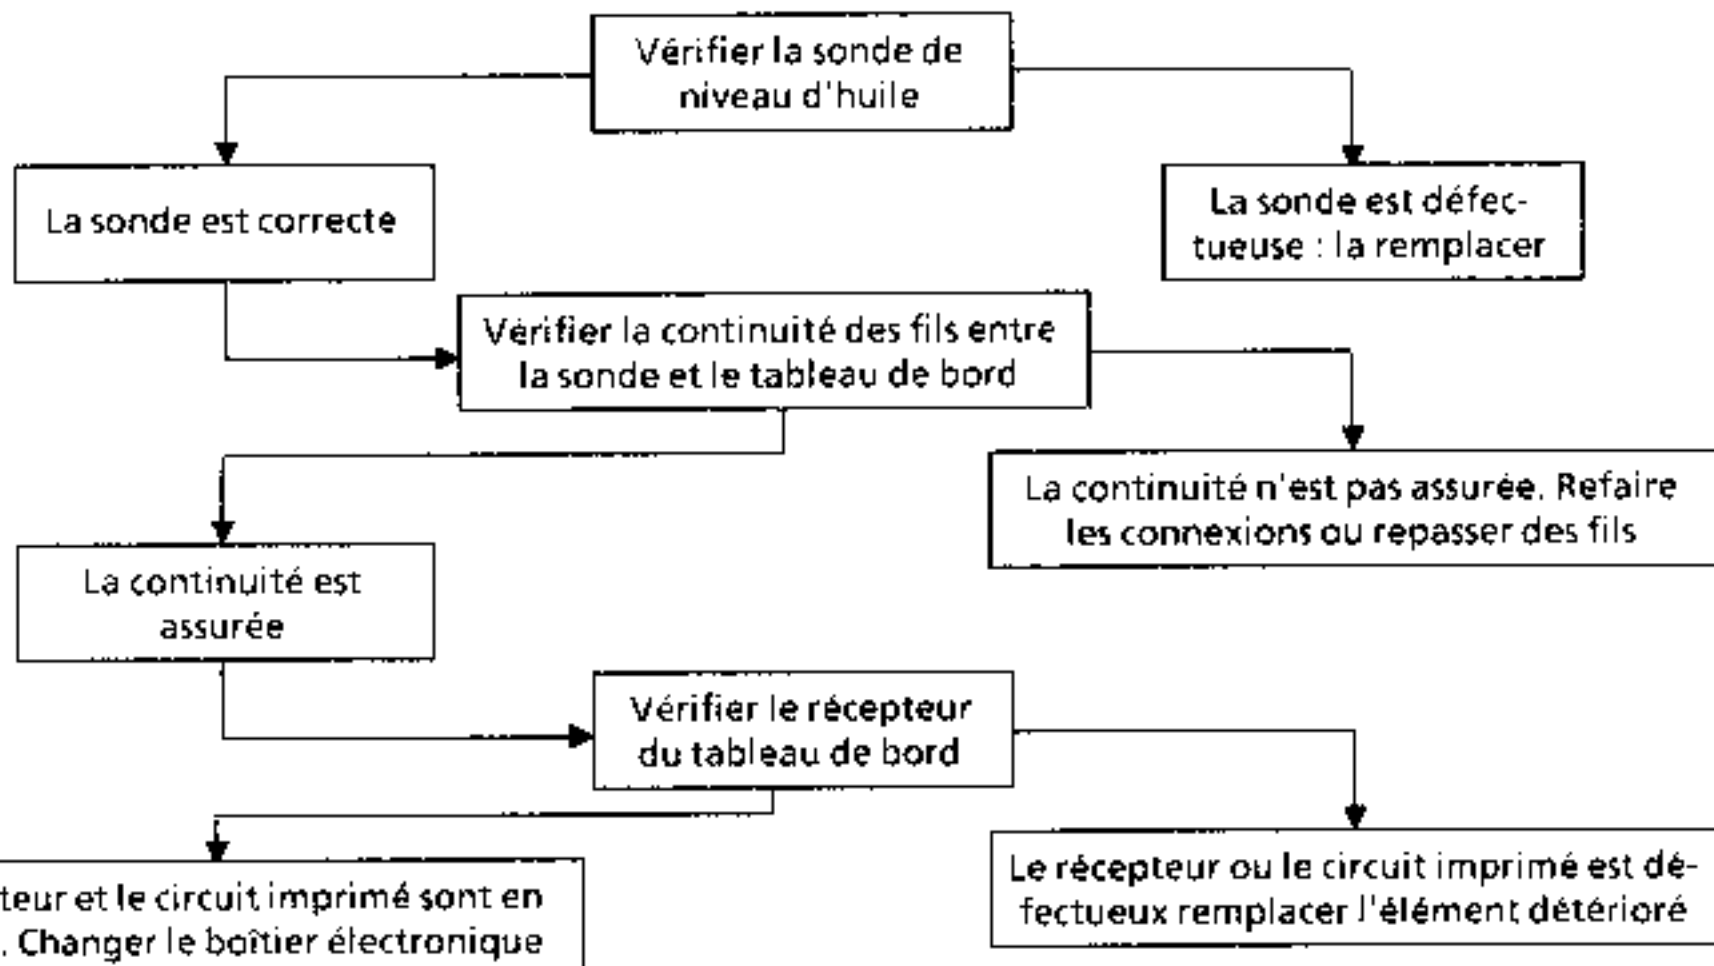 Vérifier la sonde de
niveau d'huile
La sonde est correcte
La sonde est défec-
tueuse : la remplacer
Vérifier la continuité des fils entre
la sonde et le tableau de bord
La continuité n'est pas assurée. Refaire
les connexions ou repasser des fils
La continuité est
assurée
Vérifier le récepteur
du tableau de bord
teur et le circuit imprimé sont en
. Changer le boîtier électronique
Le récepteur ou le circuit imprimé est dé-
fectueux remplacer l'élément détérioré